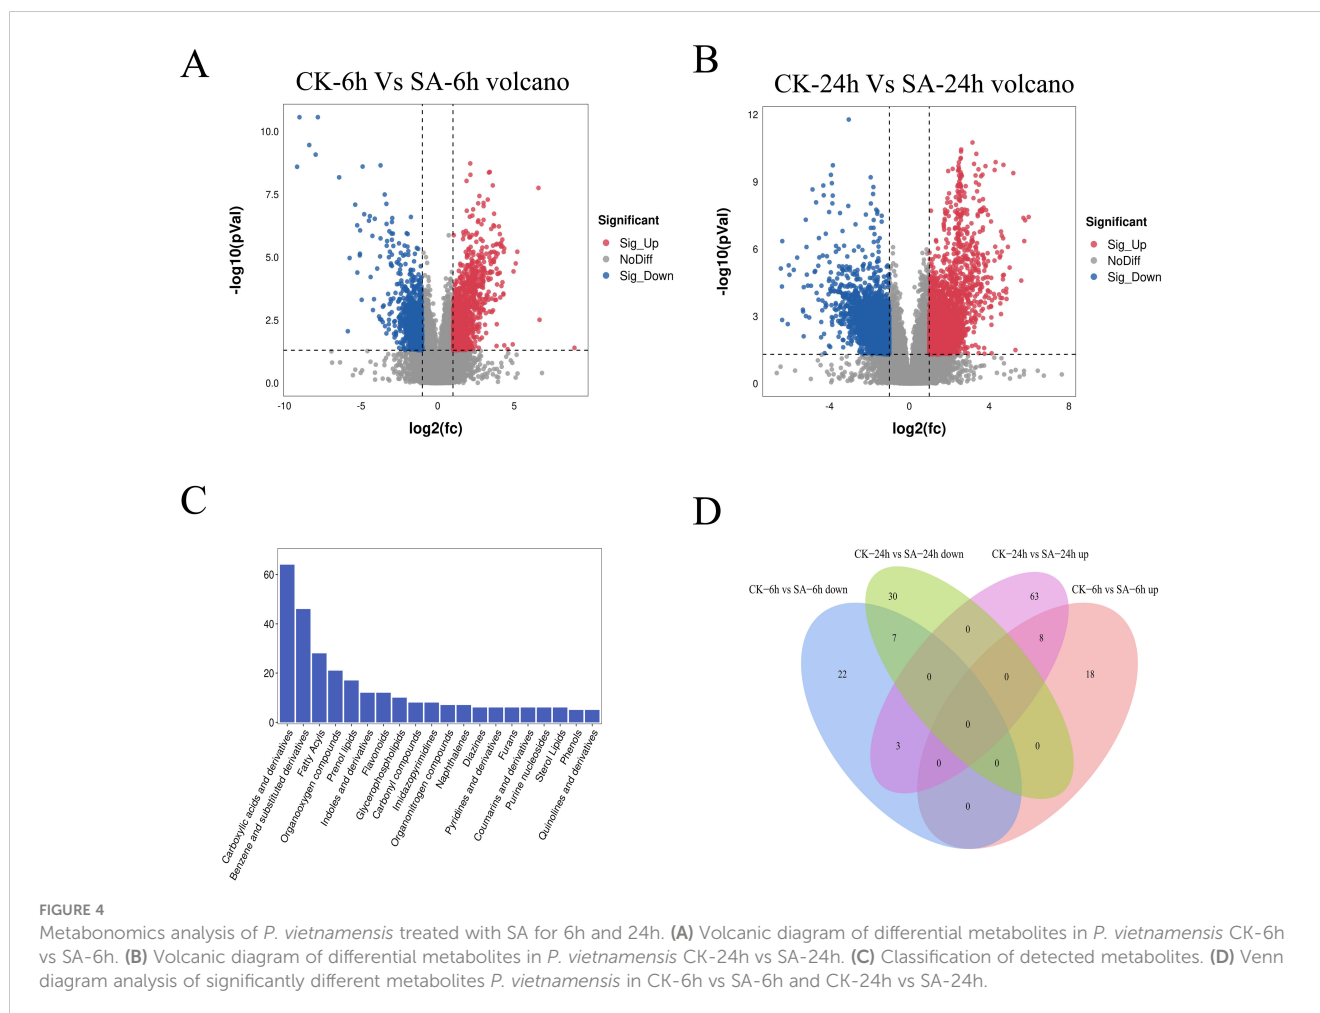 A
CK-6h Vs SA-6h volcano
10.0
7.5
5.0
2.5
0.0
-10
-5
0
5
-log10(pVal)
log2(fc)
Significant
Sig_Up
NoDiff
Sig_Down
B
CK-24h Vs SA-24h volcano
12
9
6
3
0
-4
0
4
8
-log10(pVal)
log2(fc)
Significant
Sig_Up
NoDiff
Sig_Down
C
60
40
20
0
Carboxylic acids and derivatives
Benzene and substituted derivatives
Fatty Acyls
Organooxygen compounds
Prenol lipids
Indoles and derivatives
Flavonoids
Glycerophospholipids
Carbonyl compounds
Imidazopyrimidines
Organonitrogen compounds
Naphthalenes
Diazines
Pyridines and derivatives
Furans
Coumarins and derivatives
Purine nucleosides
Sterol Lipids
Phenols
Quinolines and derivatives
D
CK−24h vs SA−24h down
CK−24h vs SA−24h up
CK−6h vs SA−6h down
CK−6h vs SA−6h up
30
63
7
0
8
22
0
0
18
0
3
0
0
0
0
FIGURE 4
Metabonomics analysis of P. vietnamensis treated with SA for 6h and 24h. (A) Volcanic diagram of differential metabolites in P. vietnamensis CK-6h
vs SA-6h. (B) Volcanic diagram of differential metabolites in P. vietnamensis CK-24h vs SA-24h. (C) Classification of detected metabolites. (D) Venn
diagram analysis of significantly different metabolites P. vietnamensis in CK-6h vs SA-6h and CK-24h vs SA-24h.